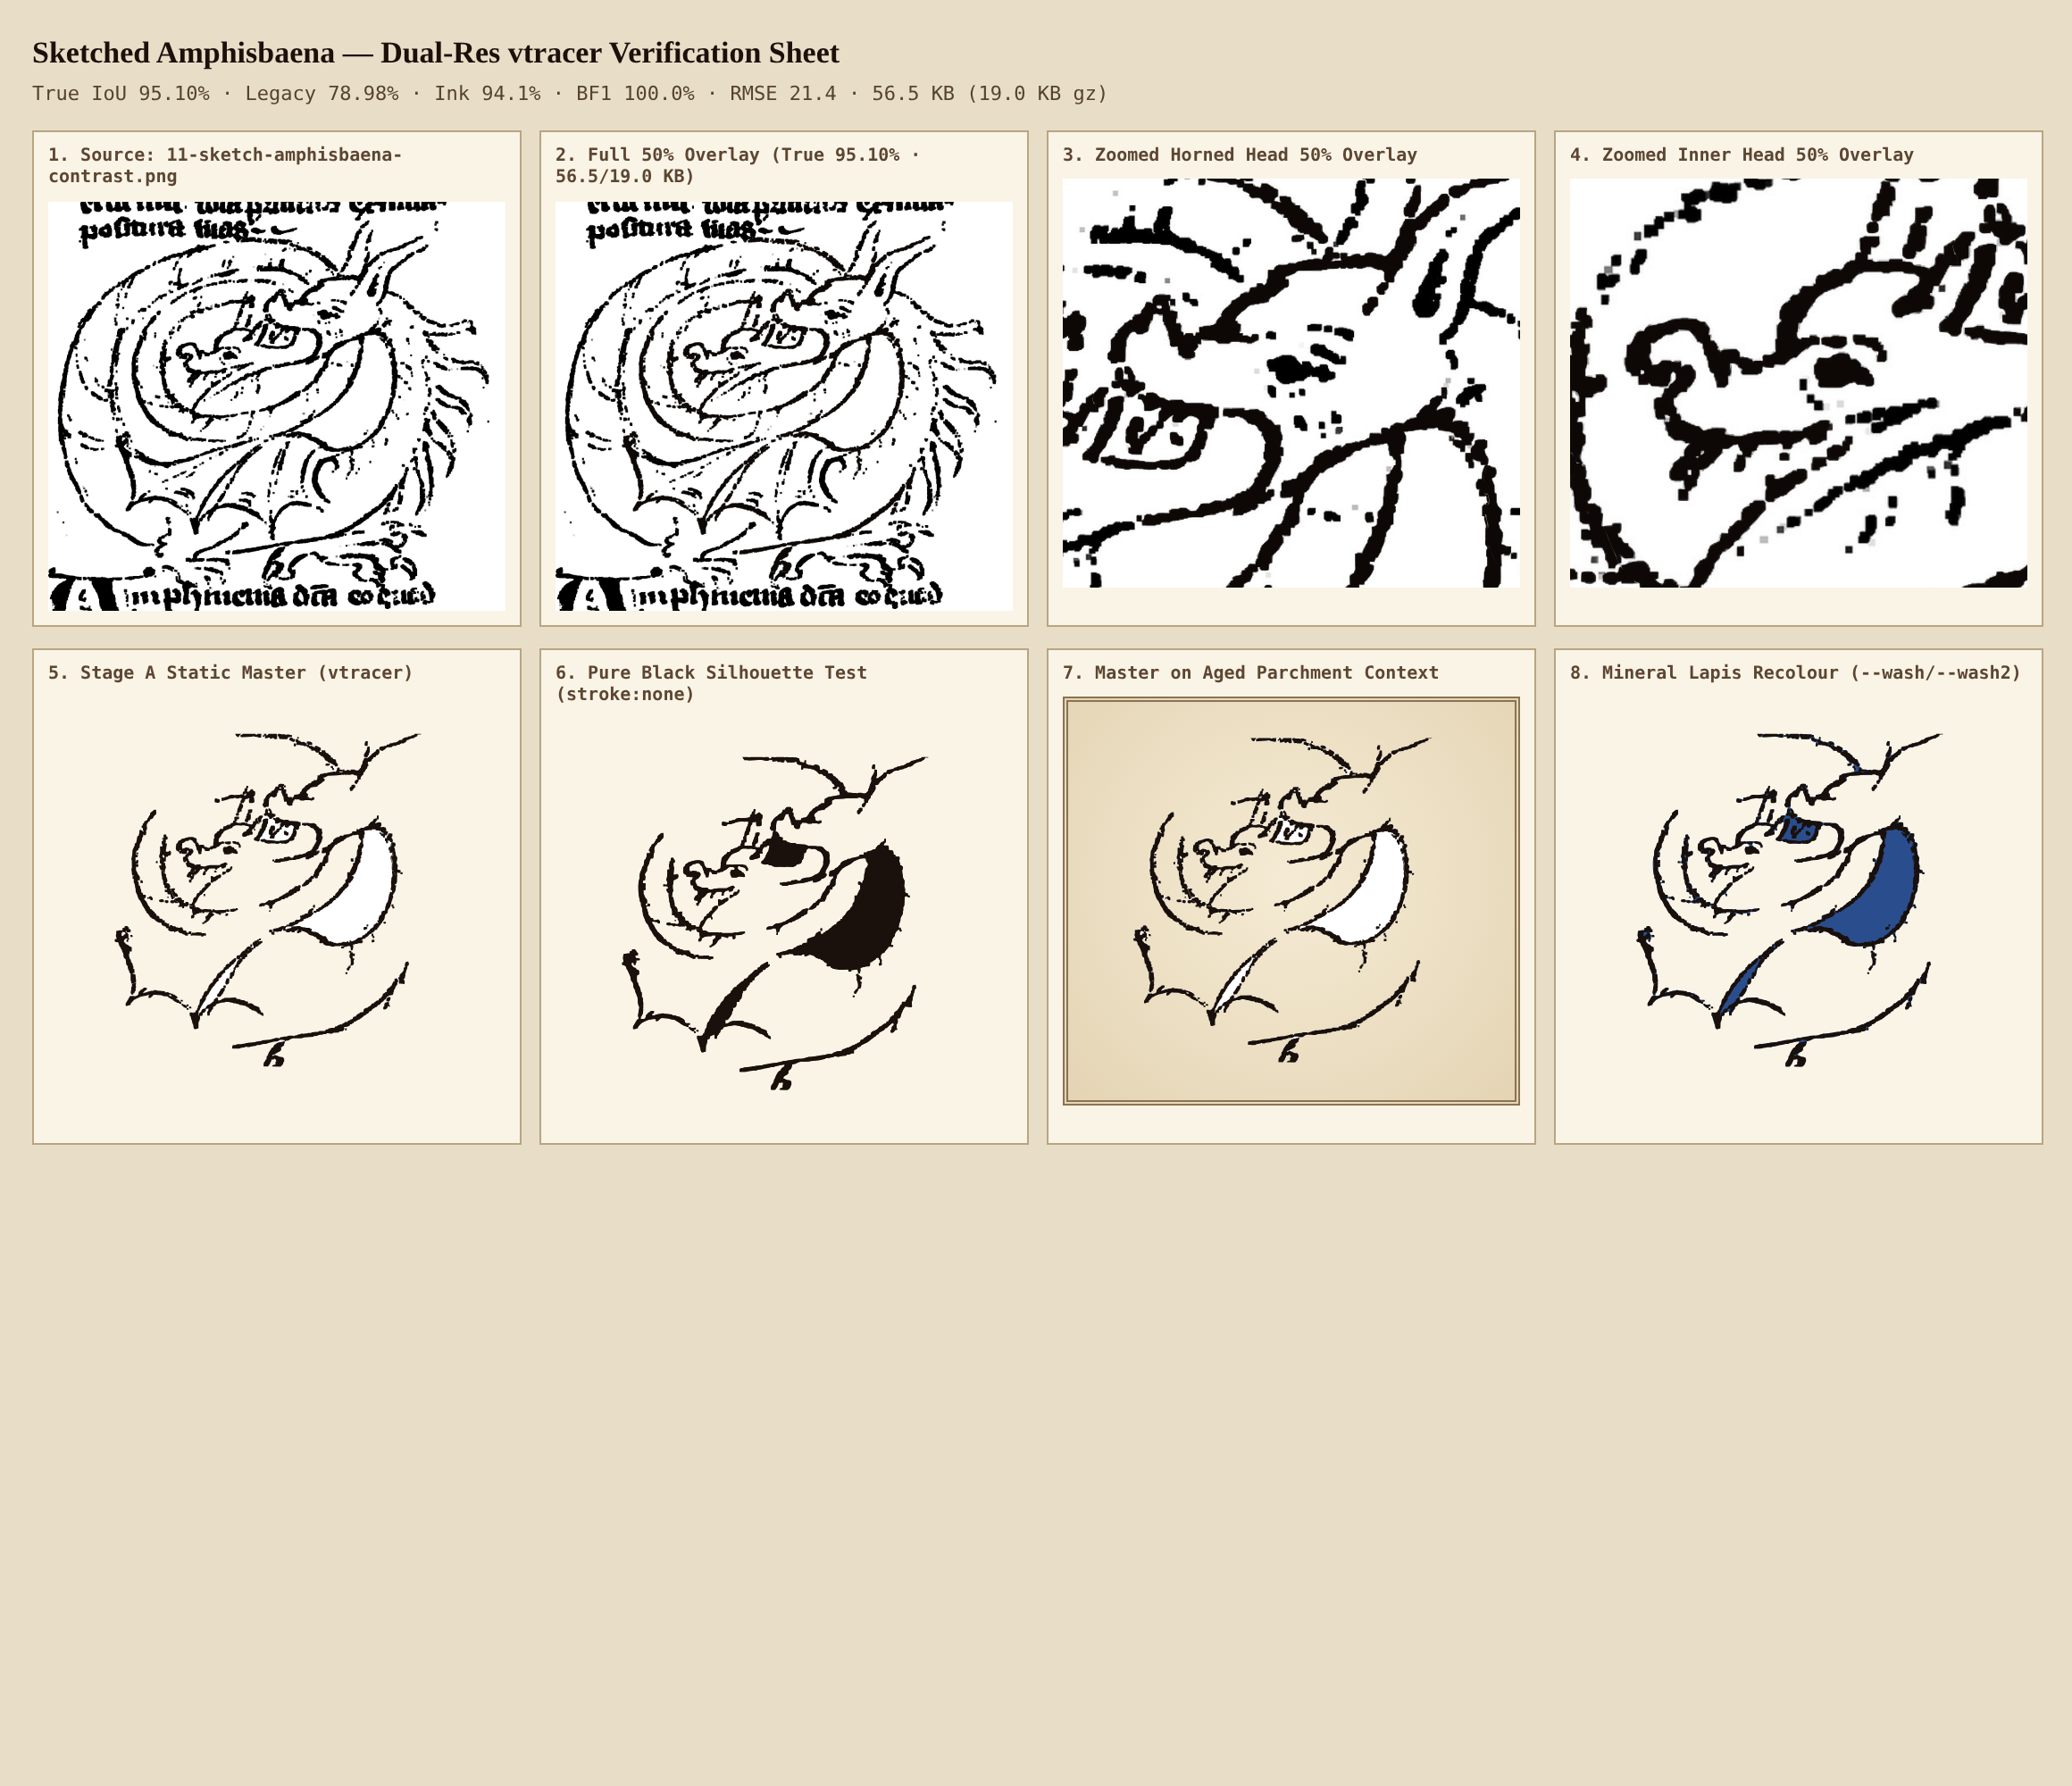 Sketched Amphisbaena — Dual-Res vtracer Verification Sheet
True IoU 95.10% · Legacy 78.98% · Ink 94.1% · BF1 100.0% · RMSE 21.4 · 56.5 KB (19.0 KB gz)
1. Source: 11-sketch-amphisbaena-
contrast.png
2. Full 50% Overlay (True 95.10% ·
56.5/19.0 KB)
3. Zoomed Horned Head 50% Overlay
4. Zoomed Inner Head 50% Overlay
5. Stage A Static Master (vtracer)
6. Pure Black Silhouette Test
(stroke:none)
7. Master on Aged Parchment Context
8. Mineral Lapis Recolour (--wash/--wash2)